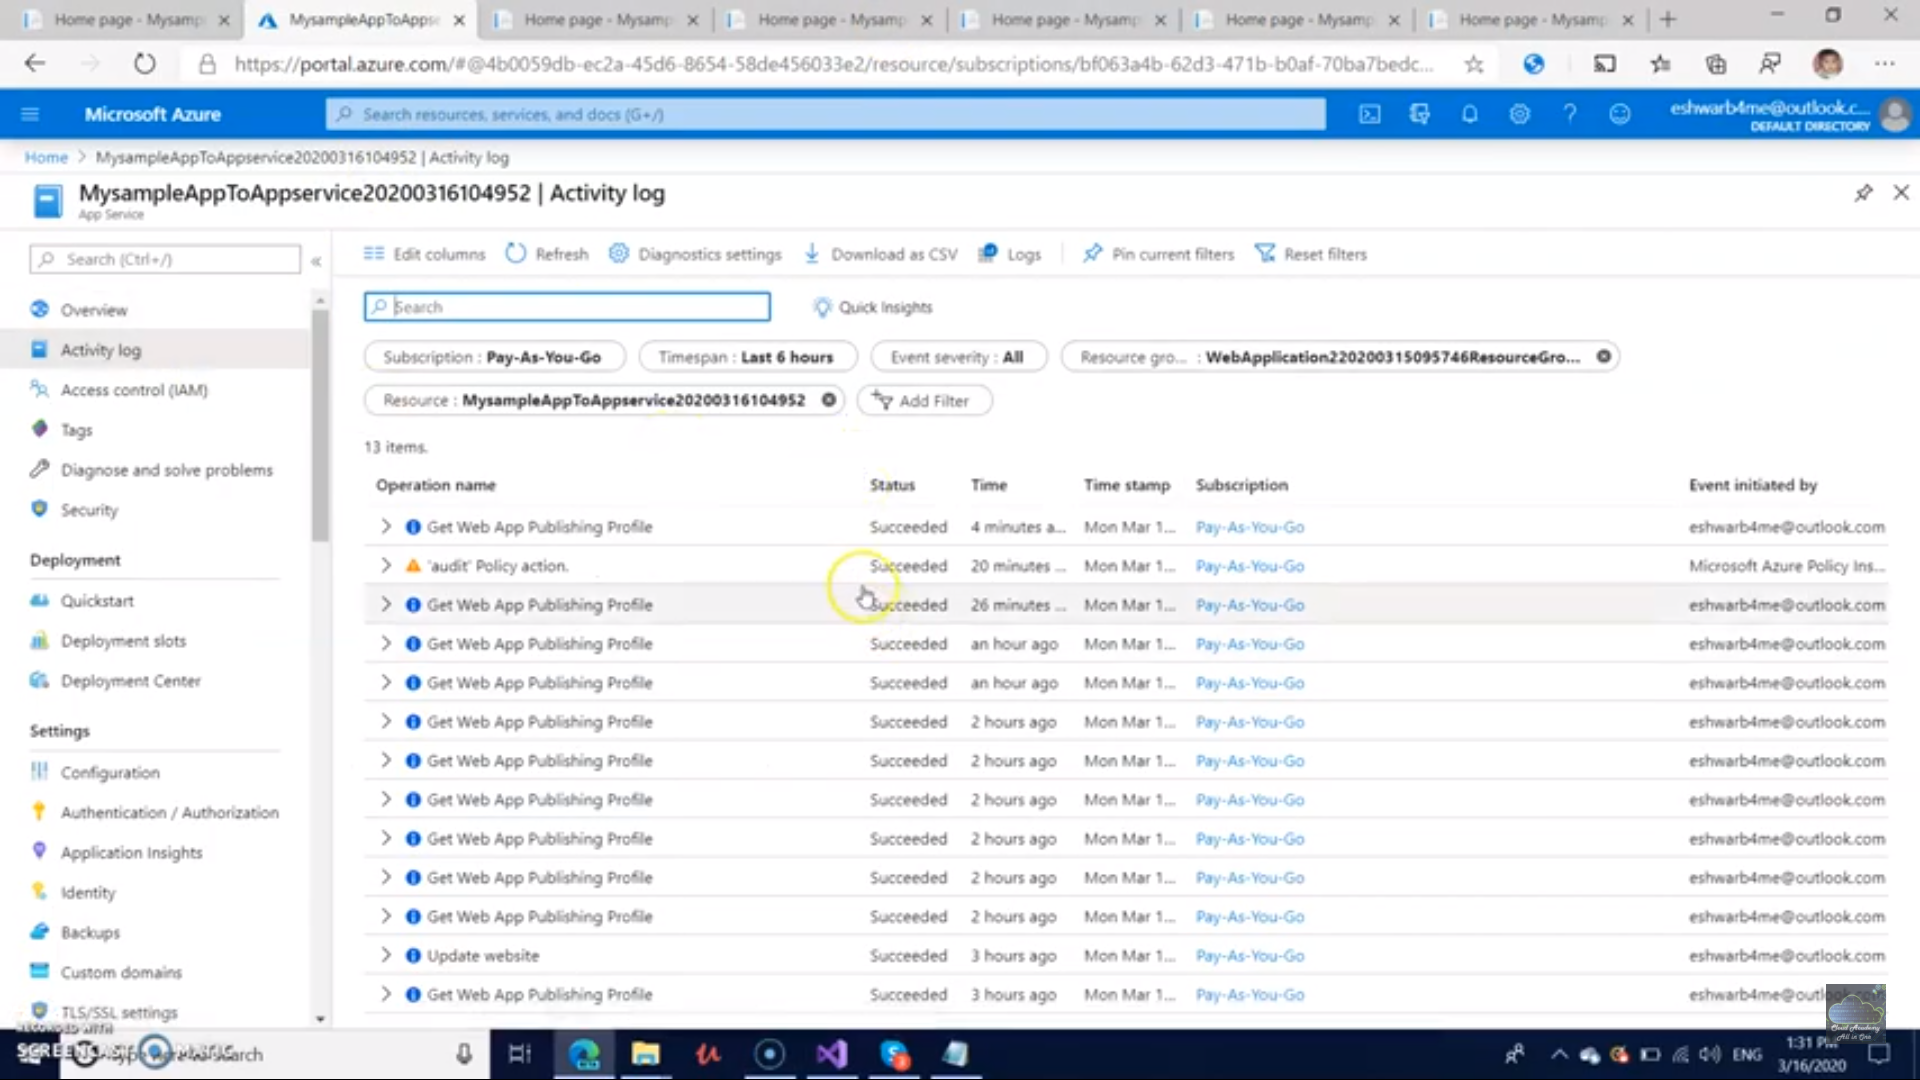 Home page - Mysamp
MysampleAppToAppse
Home page - Mysamp
Home page - Mysamp
Home page - Mysamp
Home page - Mysamp
Home page - Mysamp
https://portal.azure.com/#@4b0059db-ec2a-45d6-8654-58de456033e2/resource/subscriptions/bf063a4b-62d3-471b-b0af-70ba7bedc...
Microsoft Azure
Search resources, services, and docs (G+/)
eshwarb4me@outlook.c...
DEFAULT DIRECTORY
Home > MysampleAppToAppservice20200316104952 | Activity log
MysampleAppToAppservice20200316104952 | Activity log
App Service
Search (Ctrl+/)
«
Overview
Activity log
Access control (IAM)
Tags
Diagnose and solve problems
Security
Deployment
Quickstart
Deployment slots
Deployment Center
Settings
Configuration
Authentication / Authorization
Application Insights
Identity
Backups
Custom domains
TLS/SSL settings
Edit columns Refresh Diagnostics settings Download as CSV Logs Pin current filters Reset filters
Search
Quick Insights
Subscription : Pay-As-You-Go Timespan : Last 6 hours Event severity : All Resource gro... : WebApplication220200315095746ResourceGro...
Resource : MysampleAppToAppservice20200316104952 Add Filter
13 items.
Operation name Status Time Time stamp Subscription Event initiated by
Get Web App Publishing Profile Succeeded 4 minutes a... Mon Mar 1... Pay-As-You-Go eshwarb4me@outlook.com
'audit' Policy action. Succeeded 20 minutes ... Mon Mar 1... Pay-As-You-Go Microsoft Azure Policy Ins...
Get Web App Publishing Profile Succeeded 26 minutes ... Mon Mar 1... Pay-As-You-Go eshwarb4me@outlook.com
Get Web App Publishing Profile Succeeded an hour ago Mon Mar 1... Pay-As-You-Go eshwarb4me@outlook.com
Get Web App Publishing Profile Succeeded an hour ago Mon Mar 1... Pay-As-You-Go eshwarb4me@outlook.com
Get Web App Publishing Profile Succeeded 2 hours ago Mon Mar 1... Pay-As-You-Go eshwarb4me@outlook.com
Get Web App Publishing Profile Succeeded 2 hours ago Mon Mar 1... Pay-As-You-Go eshwarb4me@outlook.com
Get Web App Publishing Profile Succeeded 2 hours ago Mon Mar 1... Pay-As-You-Go eshwarb4me@outlook.com
Get Web App Publishing Profile Succeeded 2 hours ago Mon Mar 1... Pay-As-You-Go eshwarb4me@outlook.com
Get Web App Publishing Profile Succeeded 2 hours ago Mon Mar 1... Pay-As-You-Go eshwarb4me@outlook.com
Get Web App Publishing Profile Succeeded 2 hours ago Mon Mar 1... Pay-As-You-Go eshwarb4me@outlook.com
Update website Succeeded 3 hours ago Mon Mar 1... Pay-As-You-Go eshwarb4me@outlook.com
Get Web App Publishing Profile Succeeded 3 hours ago Mon Mar 1... Pay-As-You-Go eshwarb4me@outlook.com
Cloud Academy
All in One
RECORDED WITH
search
ENG
1:31 PM
3/16/2020